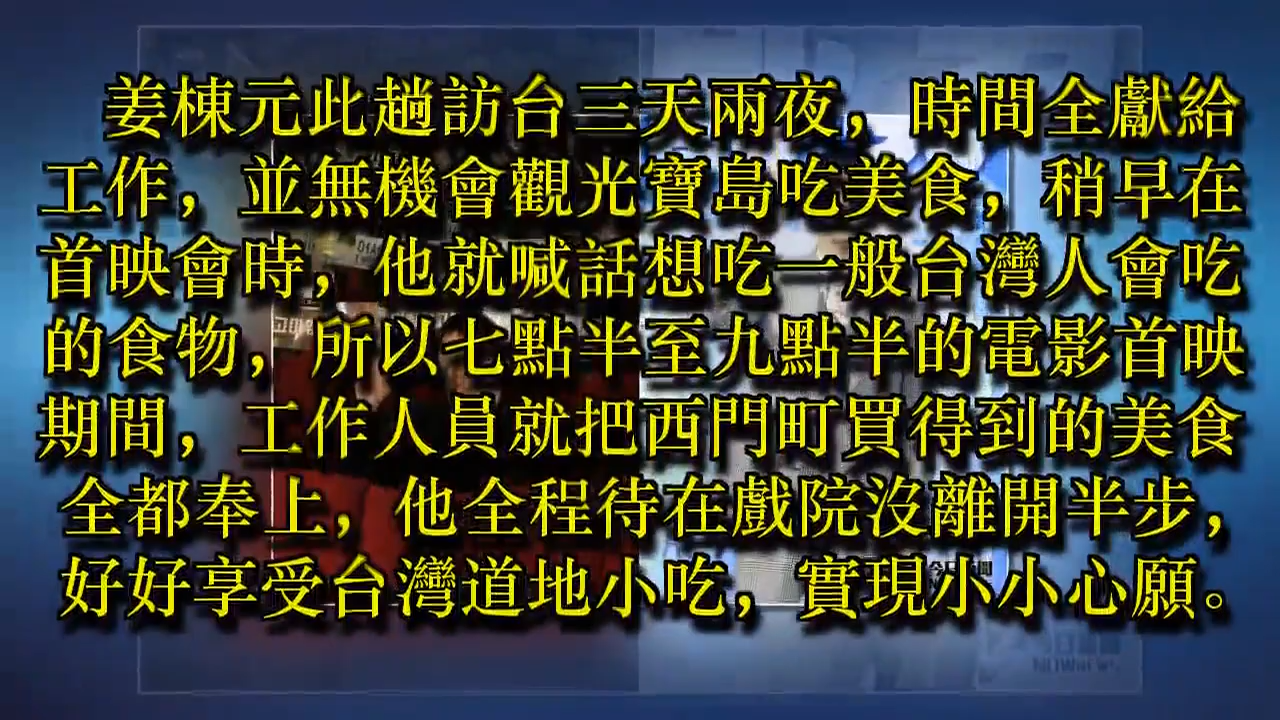 姜棟元此趟訪台三天兩夜，時間全獻給
工作，並無機會觀光寶島吃美食，稍早在
首映會時，他就喊話想吃一般台灣人會吃
的食物，所以七點半至九點半的電影首映
期間，工作人員就把西門町買得到的美食
全都奉上，他全程待在戲院沒離開半步，
好好享受台灣道地小吃，實現小小心願。
今日新聞
NOWnews